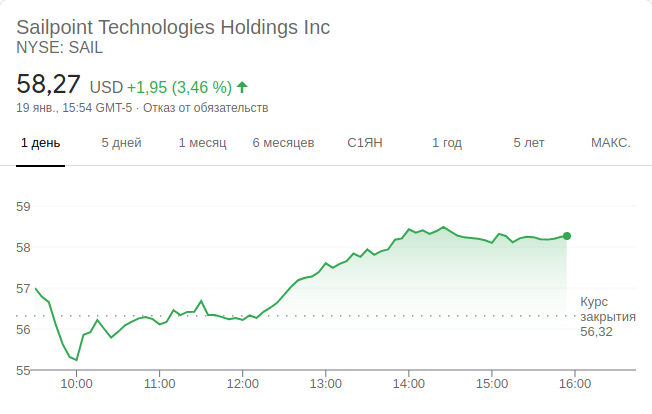 Sailpoint Technologies Holdings Inc
NYSE: SAIL
58,27 USD +1,95 (3,46 %)
19 янв., 15:54 GMT-5 · Отказ от обязательств
1 день 5 дней 1 месяц 6 месяцев С1ЯН 1 год 5 лет МАКС.
59
58
57
Курс
закрытия
56,32
56
55
10:00 11:00 12:00 13:00 14:00 15:00 16:00